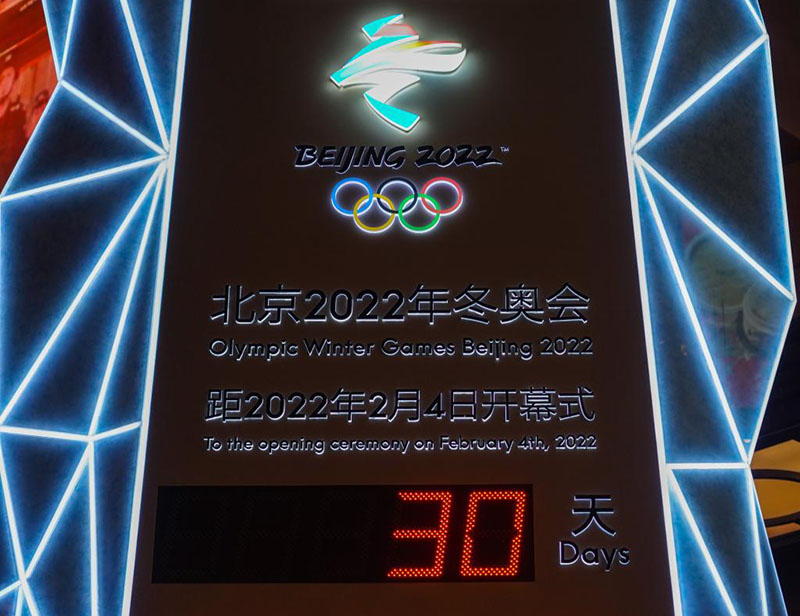 BEIJING 2022™
北京2022年冬奥会
Olympic Winter Games Beijing 2022
距2022年2月4日开幕式
To the opening ceremony on February 4th, 2022
30 天
Days